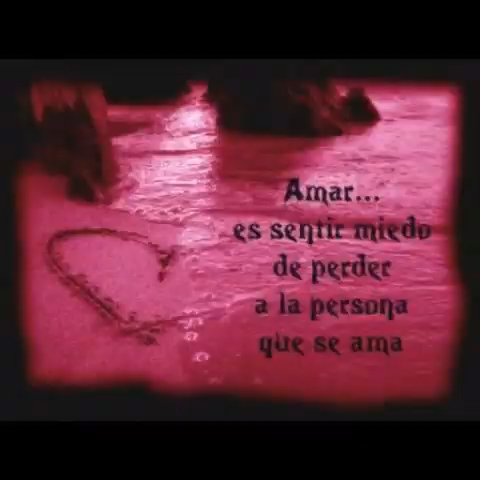 Amar...
es sentir miedo
de perder
a la persona
que se ama